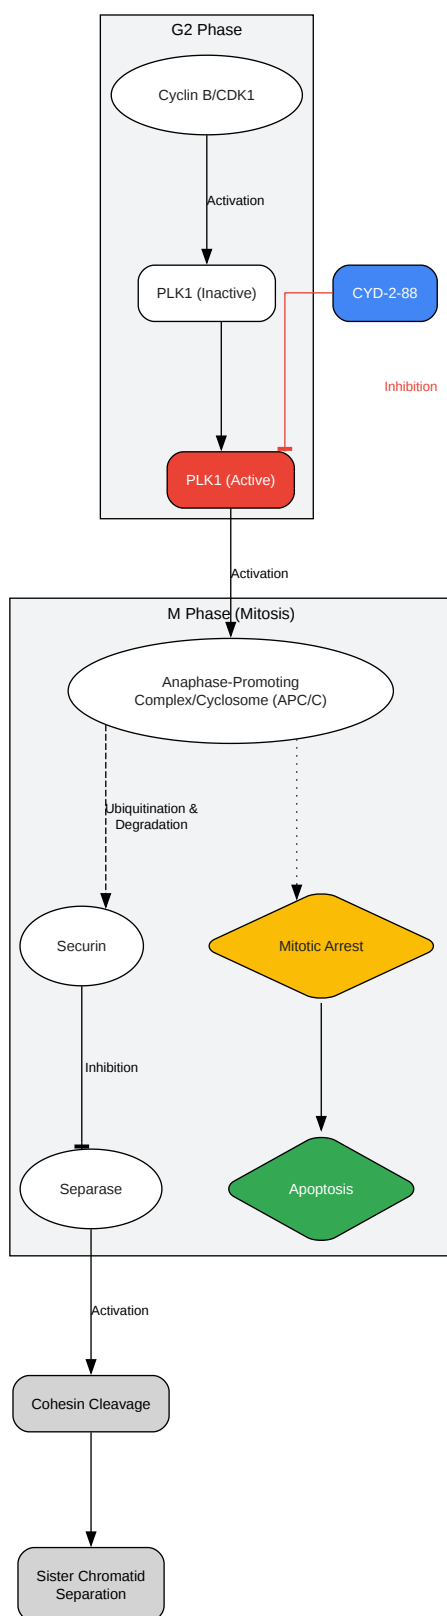 G2 Phase
Cyclin B/CDK1
Activation
PLK1 (Inactive)
CYD-2-88
Inhibition
PLK1 (Active)
Activation
M Phase (Mitosis)
Anaphase-Promoting
Complex/Cyclosome (APC/C)
Ubiquitination &
Degradation
Securin
Mitotic Arrest
Inhibition
Separase
Apoptosis
Activation
Cohesin Cleavage
Sister Chromatid
Separation